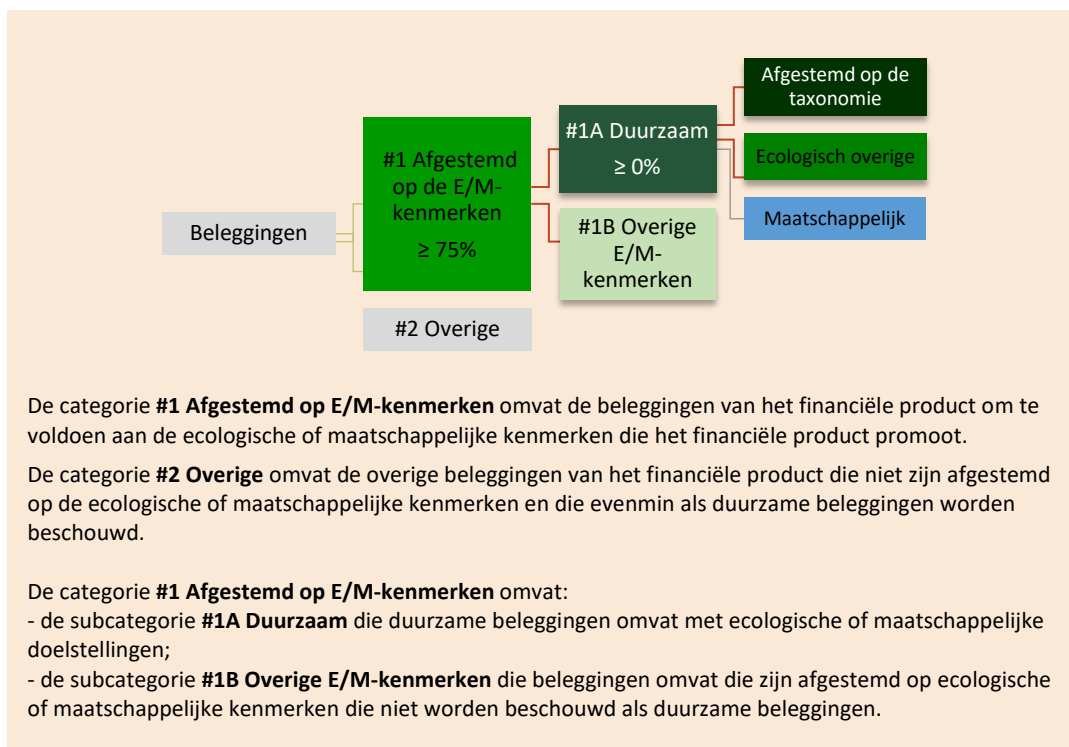 Beleggingen
#1 Afgestemd
op de E/M-
kenmerken
≥ 75%
#2 Overige
#1A Duurzaam
≥ 0%
#1B Overige
E/M-
kenmerken
Afgestemd op de
taxonomie
Ecologisch overige
Maatschappelijk
De categorie #1 Afgestemd op E/M-kenmerken omvat de beleggingen van het financiële product om te
voldoen aan de ecologische of maatschappelijke kenmerken die het financiële product promoot.
De categorie #2 Overige omvat de overige beleggingen van het financiële product die niet zijn afgestemd
op de ecologische of maatschappelijke kenmerken en die evenmin als duurzame beleggingen worden
beschouwd.
De categorie #1 Afgestemd op E/M-kenmerken omvat:
- de subcategorie #1A Duurzaam die duurzame beleggingen omvat met ecologische of maatschappelijke
doelstellingen;
- de subcategorie #1B Overige E/M-kenmerken die beleggingen omvat die zijn afgestemd op ecologische
of maatschappelijke kenmerken die niet worden beschouwd als duurzame beleggingen.